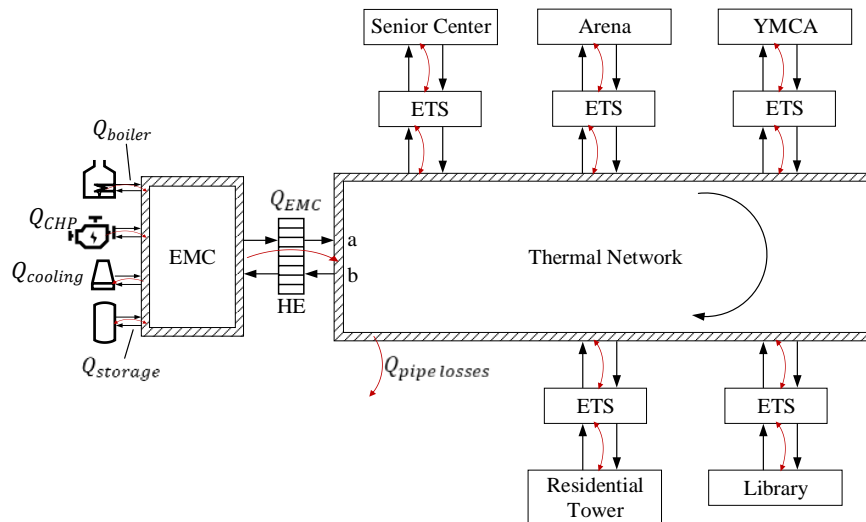 Senior Center
Arena
YMCA
ETS
ETS
ETS
Q_boiler
Q_CHP
Q_cooling
Q_storage
EMC
Q_EMC
HE
a
b
Thermal Network
Q_pipe losses
ETS
ETS
Residential
Tower
Library